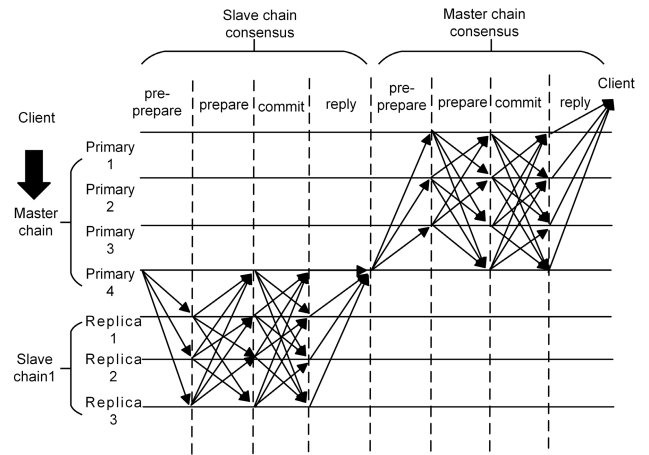 Slave chain
consensus
Master chain
consensus
Client
pre-
prepare
prepare
commit
reply
pre-
prepare
prepare
commit
reply
Client
Primary
1
Master
chain
Primary
2
Primary
3
Primary
4
Slave
chain1
Replica
1
Replica
2
Replica
3